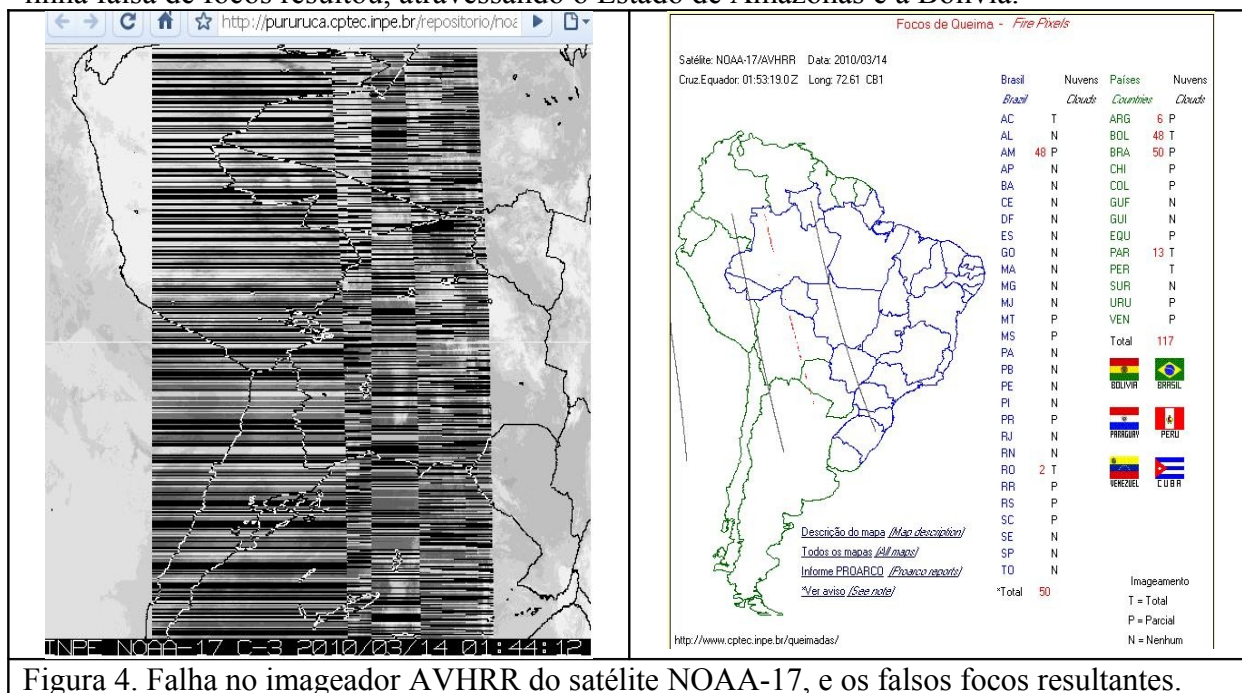 linha falsa de focos resultou, atravessando o Estado de Amazonas e a Bolívia.
http://pururuca.cptec.inpe.br/repositorio/noa
INPE NOAA-17 C-3 2010/03/14 01:44:12
Focos de Queima - Fire Pixels
Satélite: NOAA-17/AVHRR Data: 2010/03/14
Cruz.Equador: 01:53:19.0 Z Long: 72.61 CB1
Brasil Nuvens Países Nuvens
Brazil Clouds Countries Clouds
AC T ARG 6 P
AL N BOL 48 T
AM 48 P BRA 50 P
AP N CHI P
BA N COL P
CE N GUF N
DF N GUI N
ES N EQU P
GO N PAR 13 T
MA N PER T
MG N SUR N
MJ N URU P
MT P VEN P
MS P Total 117
PA N
PB N
BOLIVIA BRASIL
PE N
PI N
PR P
PARAGUAY PERU
RJ N
RN N
RO 2 T
VENEZUEL CUBA
RR P
RS P
SC P
SE N
SP N
TO N
*Total 50
Descrição do mapa (Map description)
Todos os mapas (All maps)
Informe PROARCO (Proarco reports)
*Ver aviso (See note)
Imageamento
T = Total
P = Parcial
N = Nenhum
http://www.cptec.inpe.br/queimadas/
Figura 4. Falha no imageador AVHRR do satélite NOAA-17, e os falsos focos resultantes.